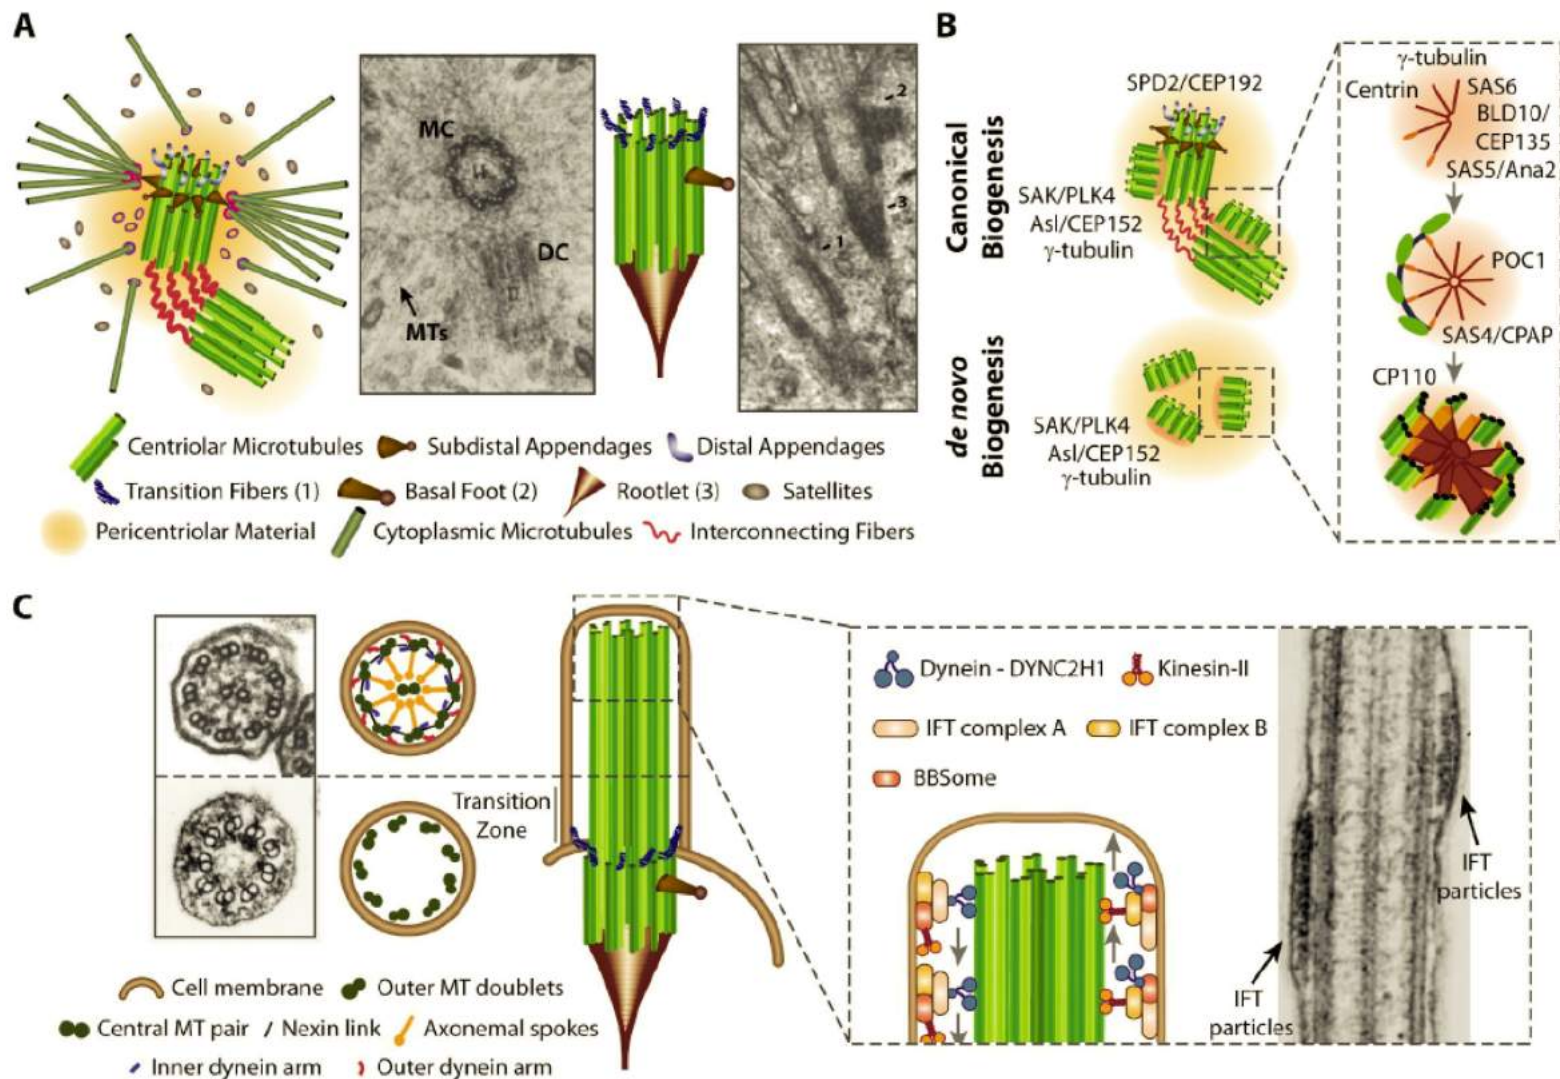 A
MC
DC
MTs
2
3
1
Centriolar Microtubules
Subdistal Appendages
Distal Appendages
Transition Fibers (1)
Basal Foot (2)
Rootlet (3)
Satellites
Pericentriolar Material
Cytoplasmic Microtubules
Interconnecting Fibers
B
Canonical
Biogenesis
SPD2/CEP192
SAK/PLK4
Asl/CEP152
γ-tubulin
de novo
Biogenesis
SAK/PLK4
Asl/CEP152
γ-tubulin
γ-tubulin
Centrin
SAS6
BLD10/
CEP135
SAS5/Ana2
POC1
SAS4/CPAP
CP110
C
Transition
Zone
Cell membrane
Outer MT doublets
Central MT pair
Nexin link
Axonemal spokes
Inner dynein arm
Outer dynein arm
Dynein - DYNC2H1
Kinesin-II
IFT complex A
IFT complex B
BBSome
IFT
particles
IFT
particles